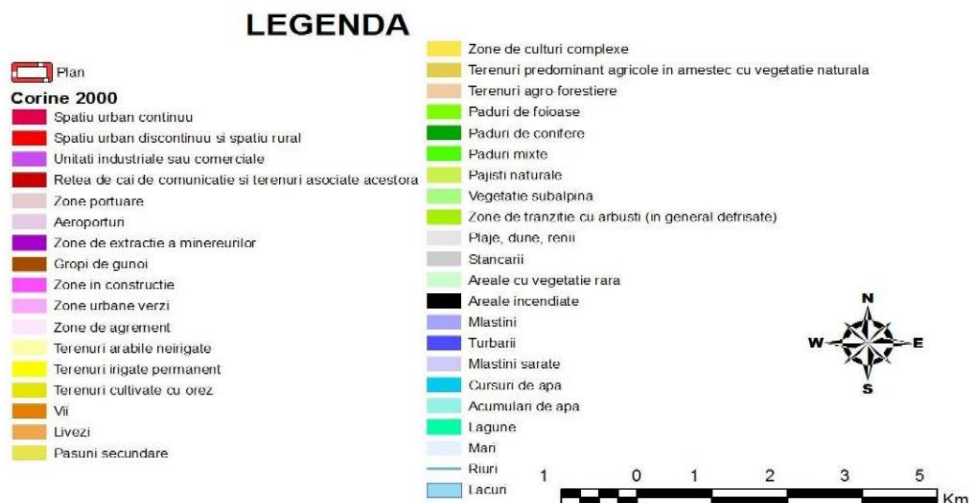 LEGENDA
Plan
Corine 2000
Spatiu urban continuu
Spatiu urban discontinuu si spatiu rural
Unitati industriale sau comerciale
Retea de cai de comunicatie si terenuri asociate acestora
Zone portuare
Aeroporturi
Zone de extractie a minereurilor
Gropi de gunoi
Zone in constructie
Zone urbane verzi
Zone de agrement
Terenuri arabile neirigate
Terenuri irigate permanent
Terenuri cultivate cu orez
Vii
Livezi
Pasuni secundare
Zone de culturi complexe
Terenuri predominant agricole in amestec cu vegetatie naturala
Terenuri agro-forestiere
Paduri de foioase
Paduri de conifere
Paduri mixte
Pajisti naturale
Vegetatie subalpina
Zone de tranzitie cu arbusti (in general defrisate)
Plaje, dune, renii
Stancarii
Areale cu vegetatie rara
Areale incendiate
Mlastini
Turbarii
Mlastini sarate
Cursuri de apa
Acumulari de apa
Lagune
Mari
Riuri
Lacuri
N
W E
S
1 0 1 2 3 5
Km